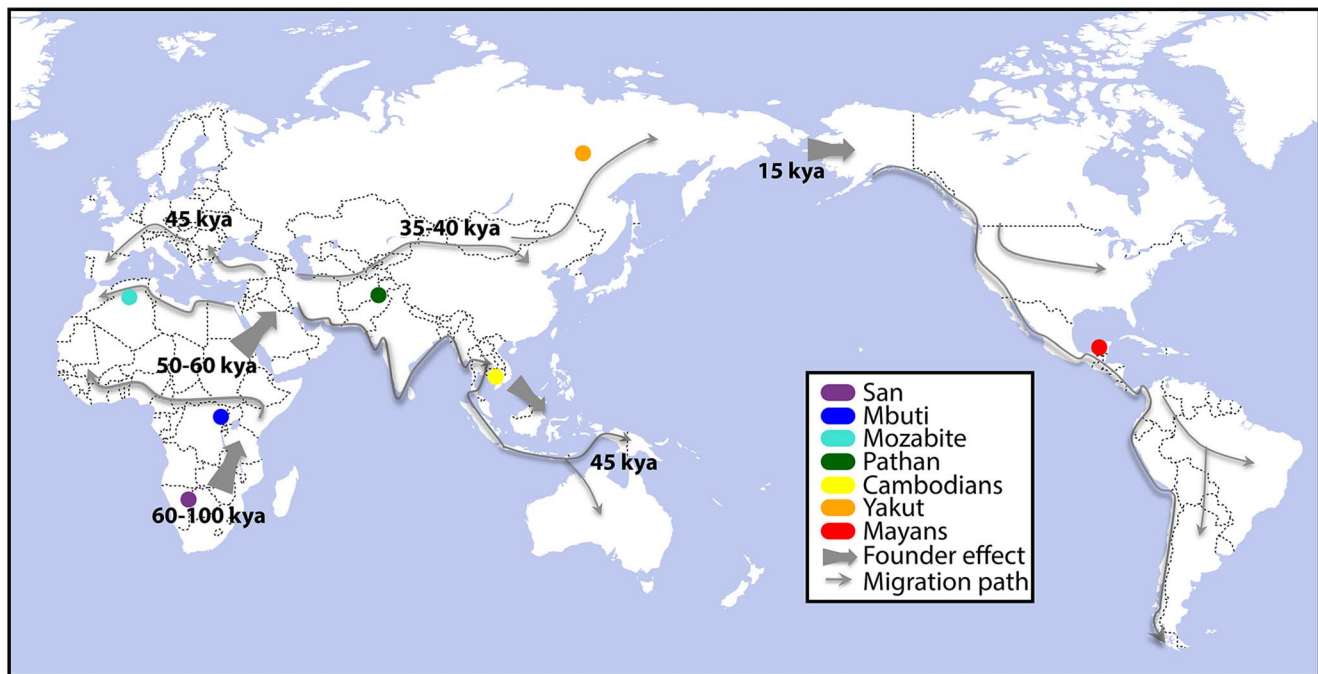 15 kya
45 kya
35-40 kya
50-60 kya
45 kya
60-100 kya
San
Mbuti
Mozabite
Pathan
Cambodians
Yakut
Mayans
Founder effect
Migration path